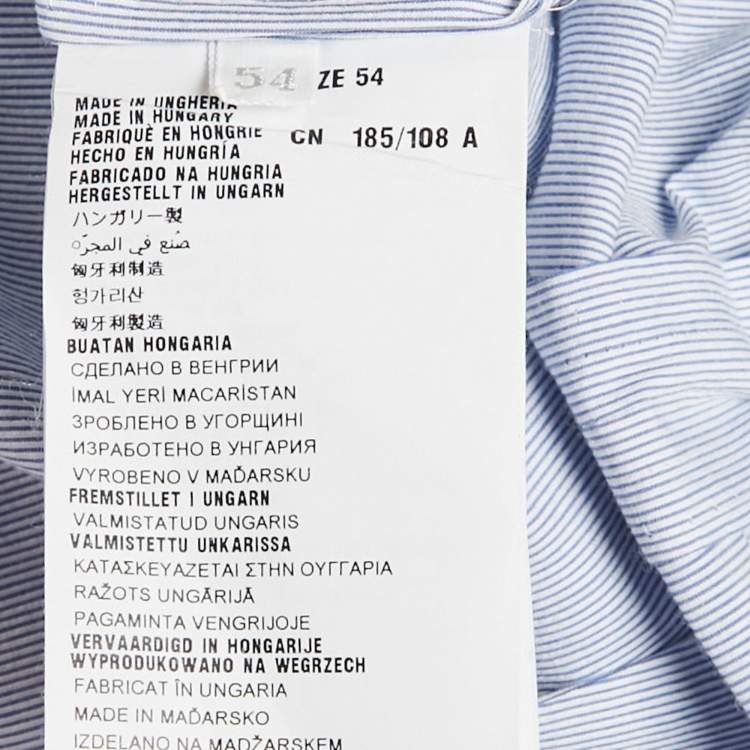 54 ZE 54
MADE IN UNGHERIA
MADE IN HUNGARY
FABRIQUÈ EN HONGRIE CN 185/108 A
HECHO EN HUNGRÍA
FABRICADO NA HUNGRIA
HERGESTELLT IN UNGARN
ハンガリー製
صُنع في المجرّ
匈牙利制造
헝가리산
匈牙利製造
BUATAN HONGARIA
СДЕЛАНО В ВЕНГРИИ
İMAL YERİ MACARİSTAN
ЗРОБЛЕНО В УГОРЩИНІ
ИЗРАБОТЕНО В УНГАРИЯ
VYROBENO V MAĎARSKU
FREMSTILLET I UNGARN
VALMISTATUD UNGARIS
VALMISTETTU UNKARISSA
ΚΑΤΑΣΚΕΥΑΖΕΤΑΙ ΣΤΗΝ ΟΥΓΓΑΡΙΑ
RAŽOTS UNGĀRIJĀ
PAGAMINTA VENGRIJOJE
VERVAARDIGD IN HONGARIJE
WYPRODUKOWANO NA WEGRZECH
FABRICAT ÎN UNGARIA
MADE IN MAĎARSKO
IZDELANO NA MADŽARSKEM